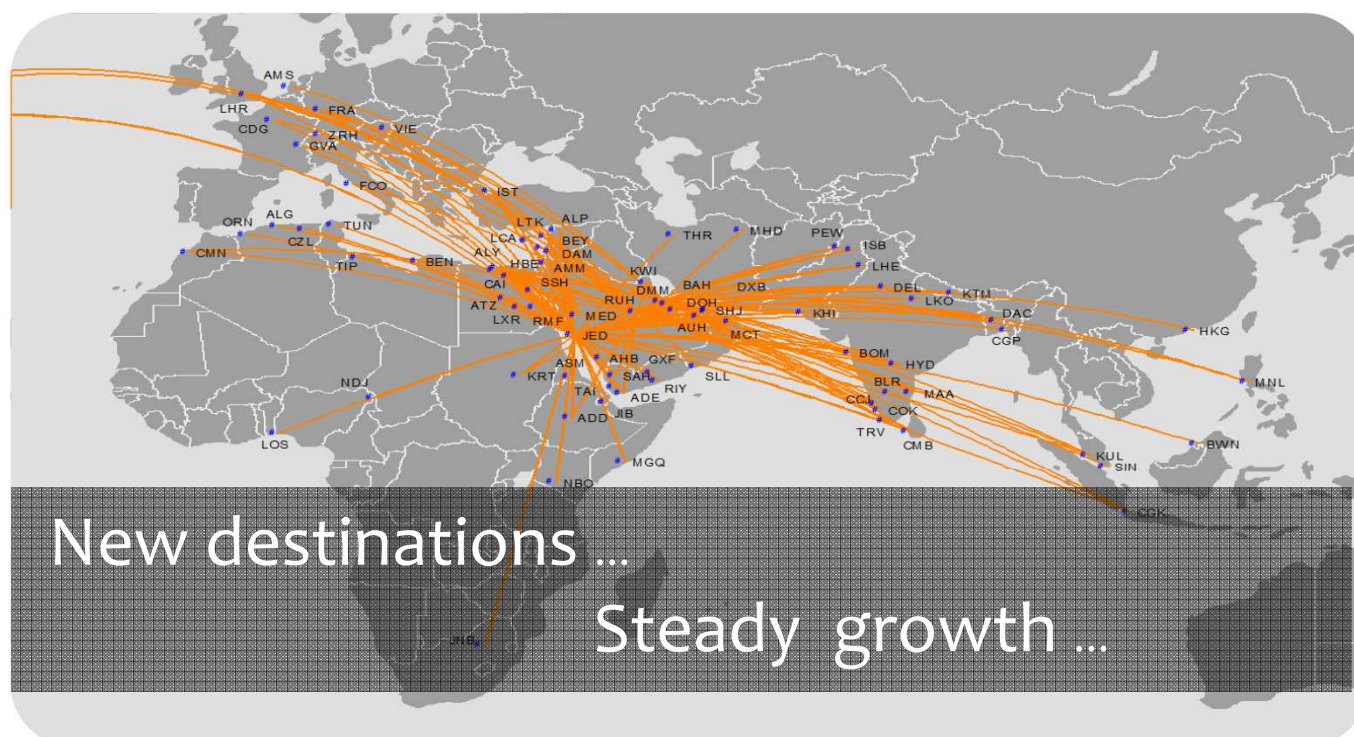 AMS
LHR
FRA
CDG
ZRH
VIE
GVA
FCO
IST
ORN
ALG
TUN
LTK
ALP
CZL
LCA
BEY
THR
MHD
PEW
ISB
CMN
TIP
BEN
ALY
HBE
DAM
LHE
AMM
CAI
SSH
KWI
DMM
BAH
DXB
DEL
KTM
ATZ
RUH
DOH
LKO
LXR
RMF
MED
SHJ
KHI
DAC
AUH
CGP
JED
MCT
HKG
ASM
AHB
GXF
BOM
HYD
NDJ
KRT
SAH
RIY
SLL
BLR
MNL
TAI
ADE
CCJ
MAA
ADD
JIB
COK
LOS
TRV
CMB
BWN
MGQ
KUL
SIN
NBO
CGK
New destinations ...
Steady growth ...
JNB